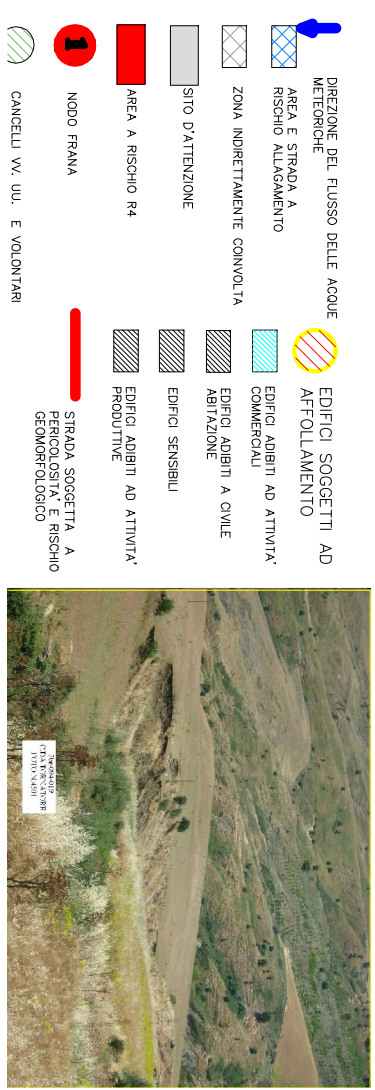 DIREZIONE DEL FLUSSO DELLE ACQUE
METEORICHE
AREA E STRADA A
RISCHIO ALLAGAMENTO
ZONA INDIRETTAMENTE COINVOLTA
SITO D'ATTENZIONE
AREA A RISCHIO R4
1
NODO FRANA
CANCELLI VV. UU. E VOLONTARI
EDIFICI SOGGETTI AD
AFFOLLAMENTO
EDIFICI ADIBITI AD ATTIVITA'
COMMERCIALI
EDIFICI ADIBITI A CIVILE
ABITAZIONE
EDIFICI SENSIBILI
EDIFICI ADIBITI AD ATTIVITA'
PRODUTTIVE
STRADA SOGGETTA A
PERICOLOSITA' E RISCHIO
GEOMORFOLOGICO